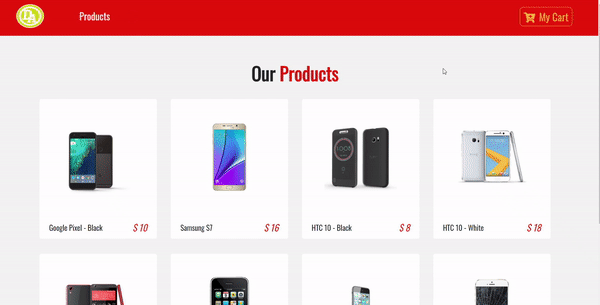 DA
Products
My Cart
Our Products
Google Pixel - Black
$ 10
Samsung S7
$ 16
HTC 10 - Black
$ 8
HTC 10 - White
$ 18